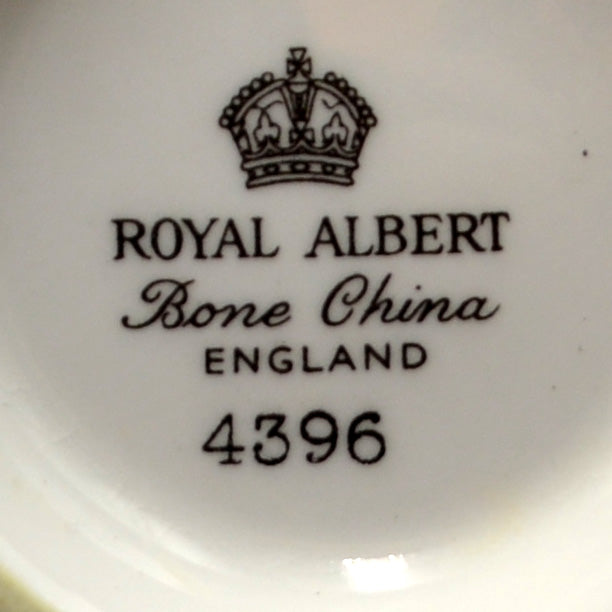 ROYAL ALBERT
Bone China
ENGLAND
4396